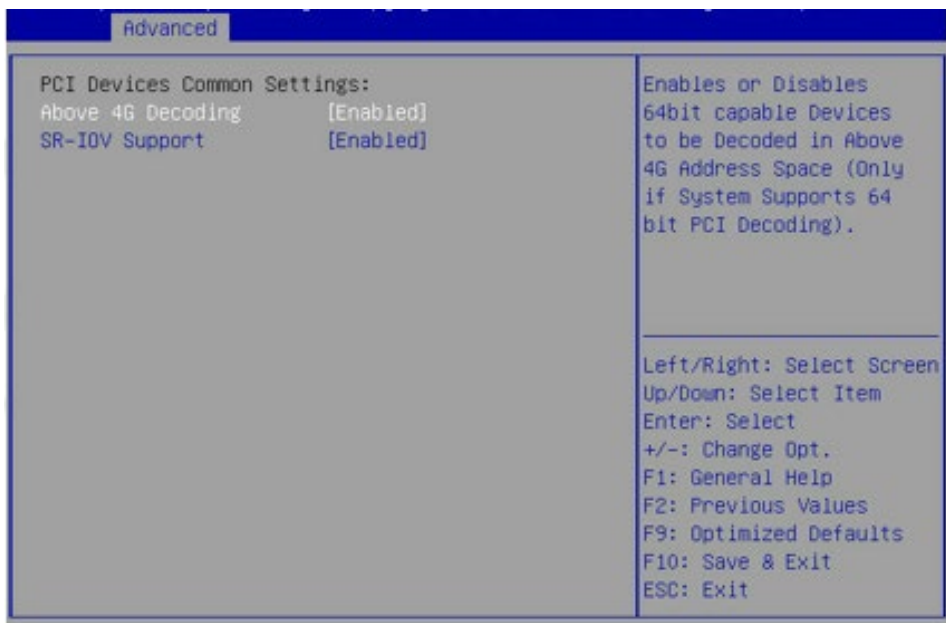 Advanced
PCI Devices Common Settings:
Above 4G Decoding [Enabled]
SR-IOV Support [Enabled]
Enables or Disables
64bit capable Devices
to be Decoded in Above
4G Address Space (Only
if System Supports 64
bit PCI Decoding).
Left/Right: Select Screen
Up/Down: Select Item
Enter: Select
+/-: Change Opt.
F1: General Help
F2: Previous Values
F9: Optimized Defaults
F10: Save & Exit
ESC: Exit